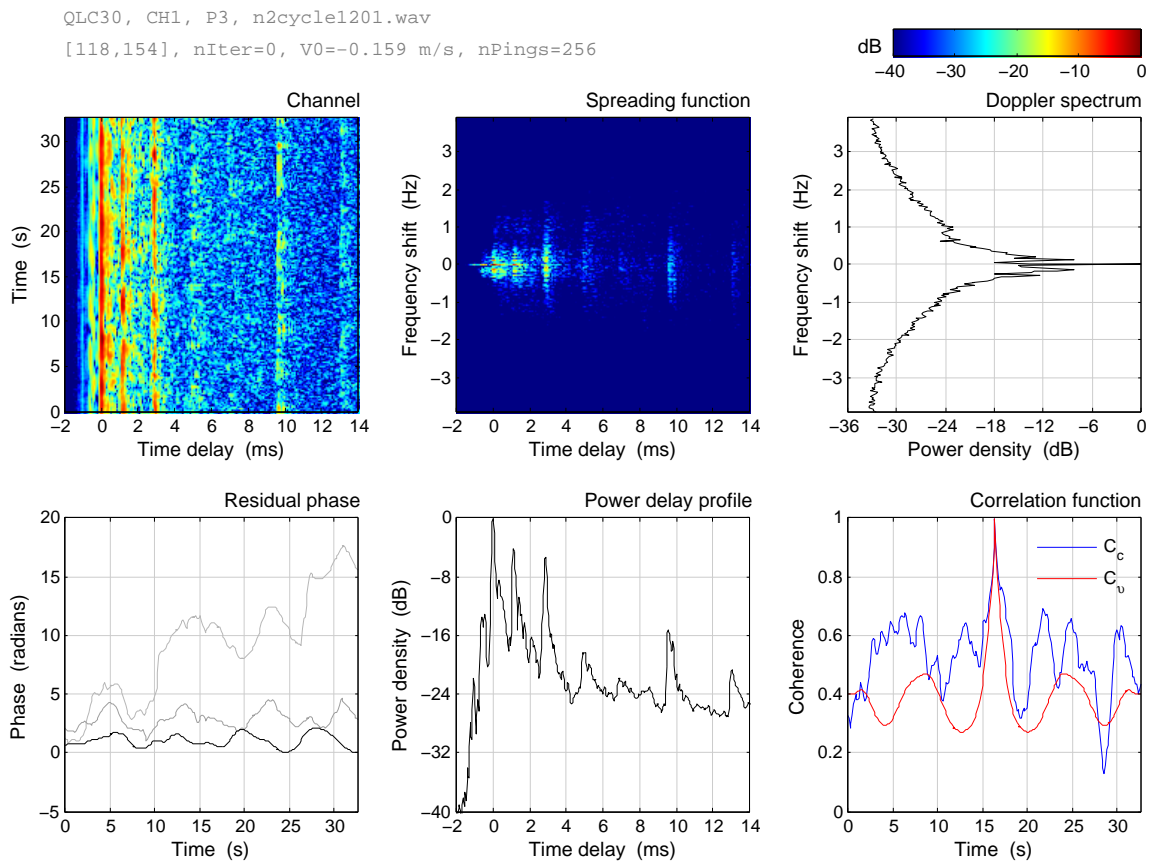 QLC30, CH1, P3, n2cycle1201.wav
[118,154], nIter=0, V0=−0.159 m/s, nPings=256
dB
−40 −30 −20 −10 0
Channel
Time (s)
30
25
20
15
10
5
0
−2 0 2 4 6 8 10 12 14
Time delay (ms)
Spreading function
Frequency shift (Hz)
3
2
1
0
−1
−2
−3
−2 0 2 4 6 8 10 12 14
Time delay (ms)
Doppler spectrum
Frequency shift (Hz)
3
2
1
0
−1
−2
−3
−36 −30 −24 −18 −12 −6 0
Power density (dB)
Residual phase
Phase (radians)
20
15
10
5
0
−5
0 5 10 15 20 25 30
Time (s)
Power delay profile
Power density (dB)
0
−8
−16
−24
−32
−40
−2 0 2 4 6 8 10 12 14
Time delay (ms)
Correlation function
Coherence
1
0.8
0.6
0.4
0.2
0
C_c
C_υ
0 5 10 15 20 25 30
Time (s)